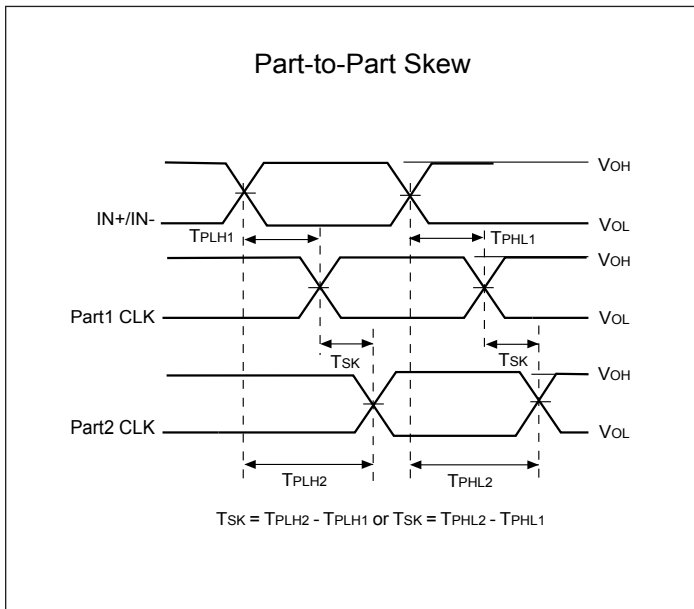 Part-to-Part Skew
VOH
IN+/IN-
VOL
TPLH1
TPHL1
VOH
Part1 CLK
VOL
TSK
TSK
VOH
Part2 CLK
VOL
TPLH2
TPHL2
TSK = TPLH2 - TPLH1 or TSK = TPHL2 - TPHL1